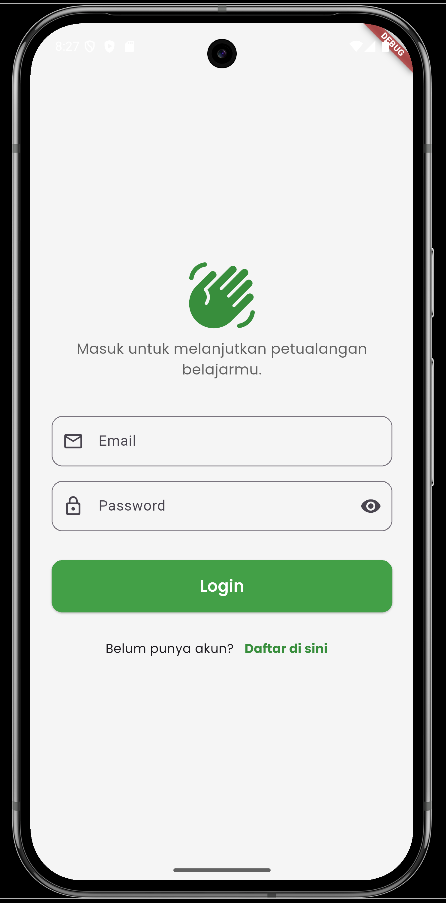 8:27
DEBUG
Masuk untuk melanjutkan petualangan
belajarmu.
Email
Password
Login
Belum punya akun? Daftar di sini